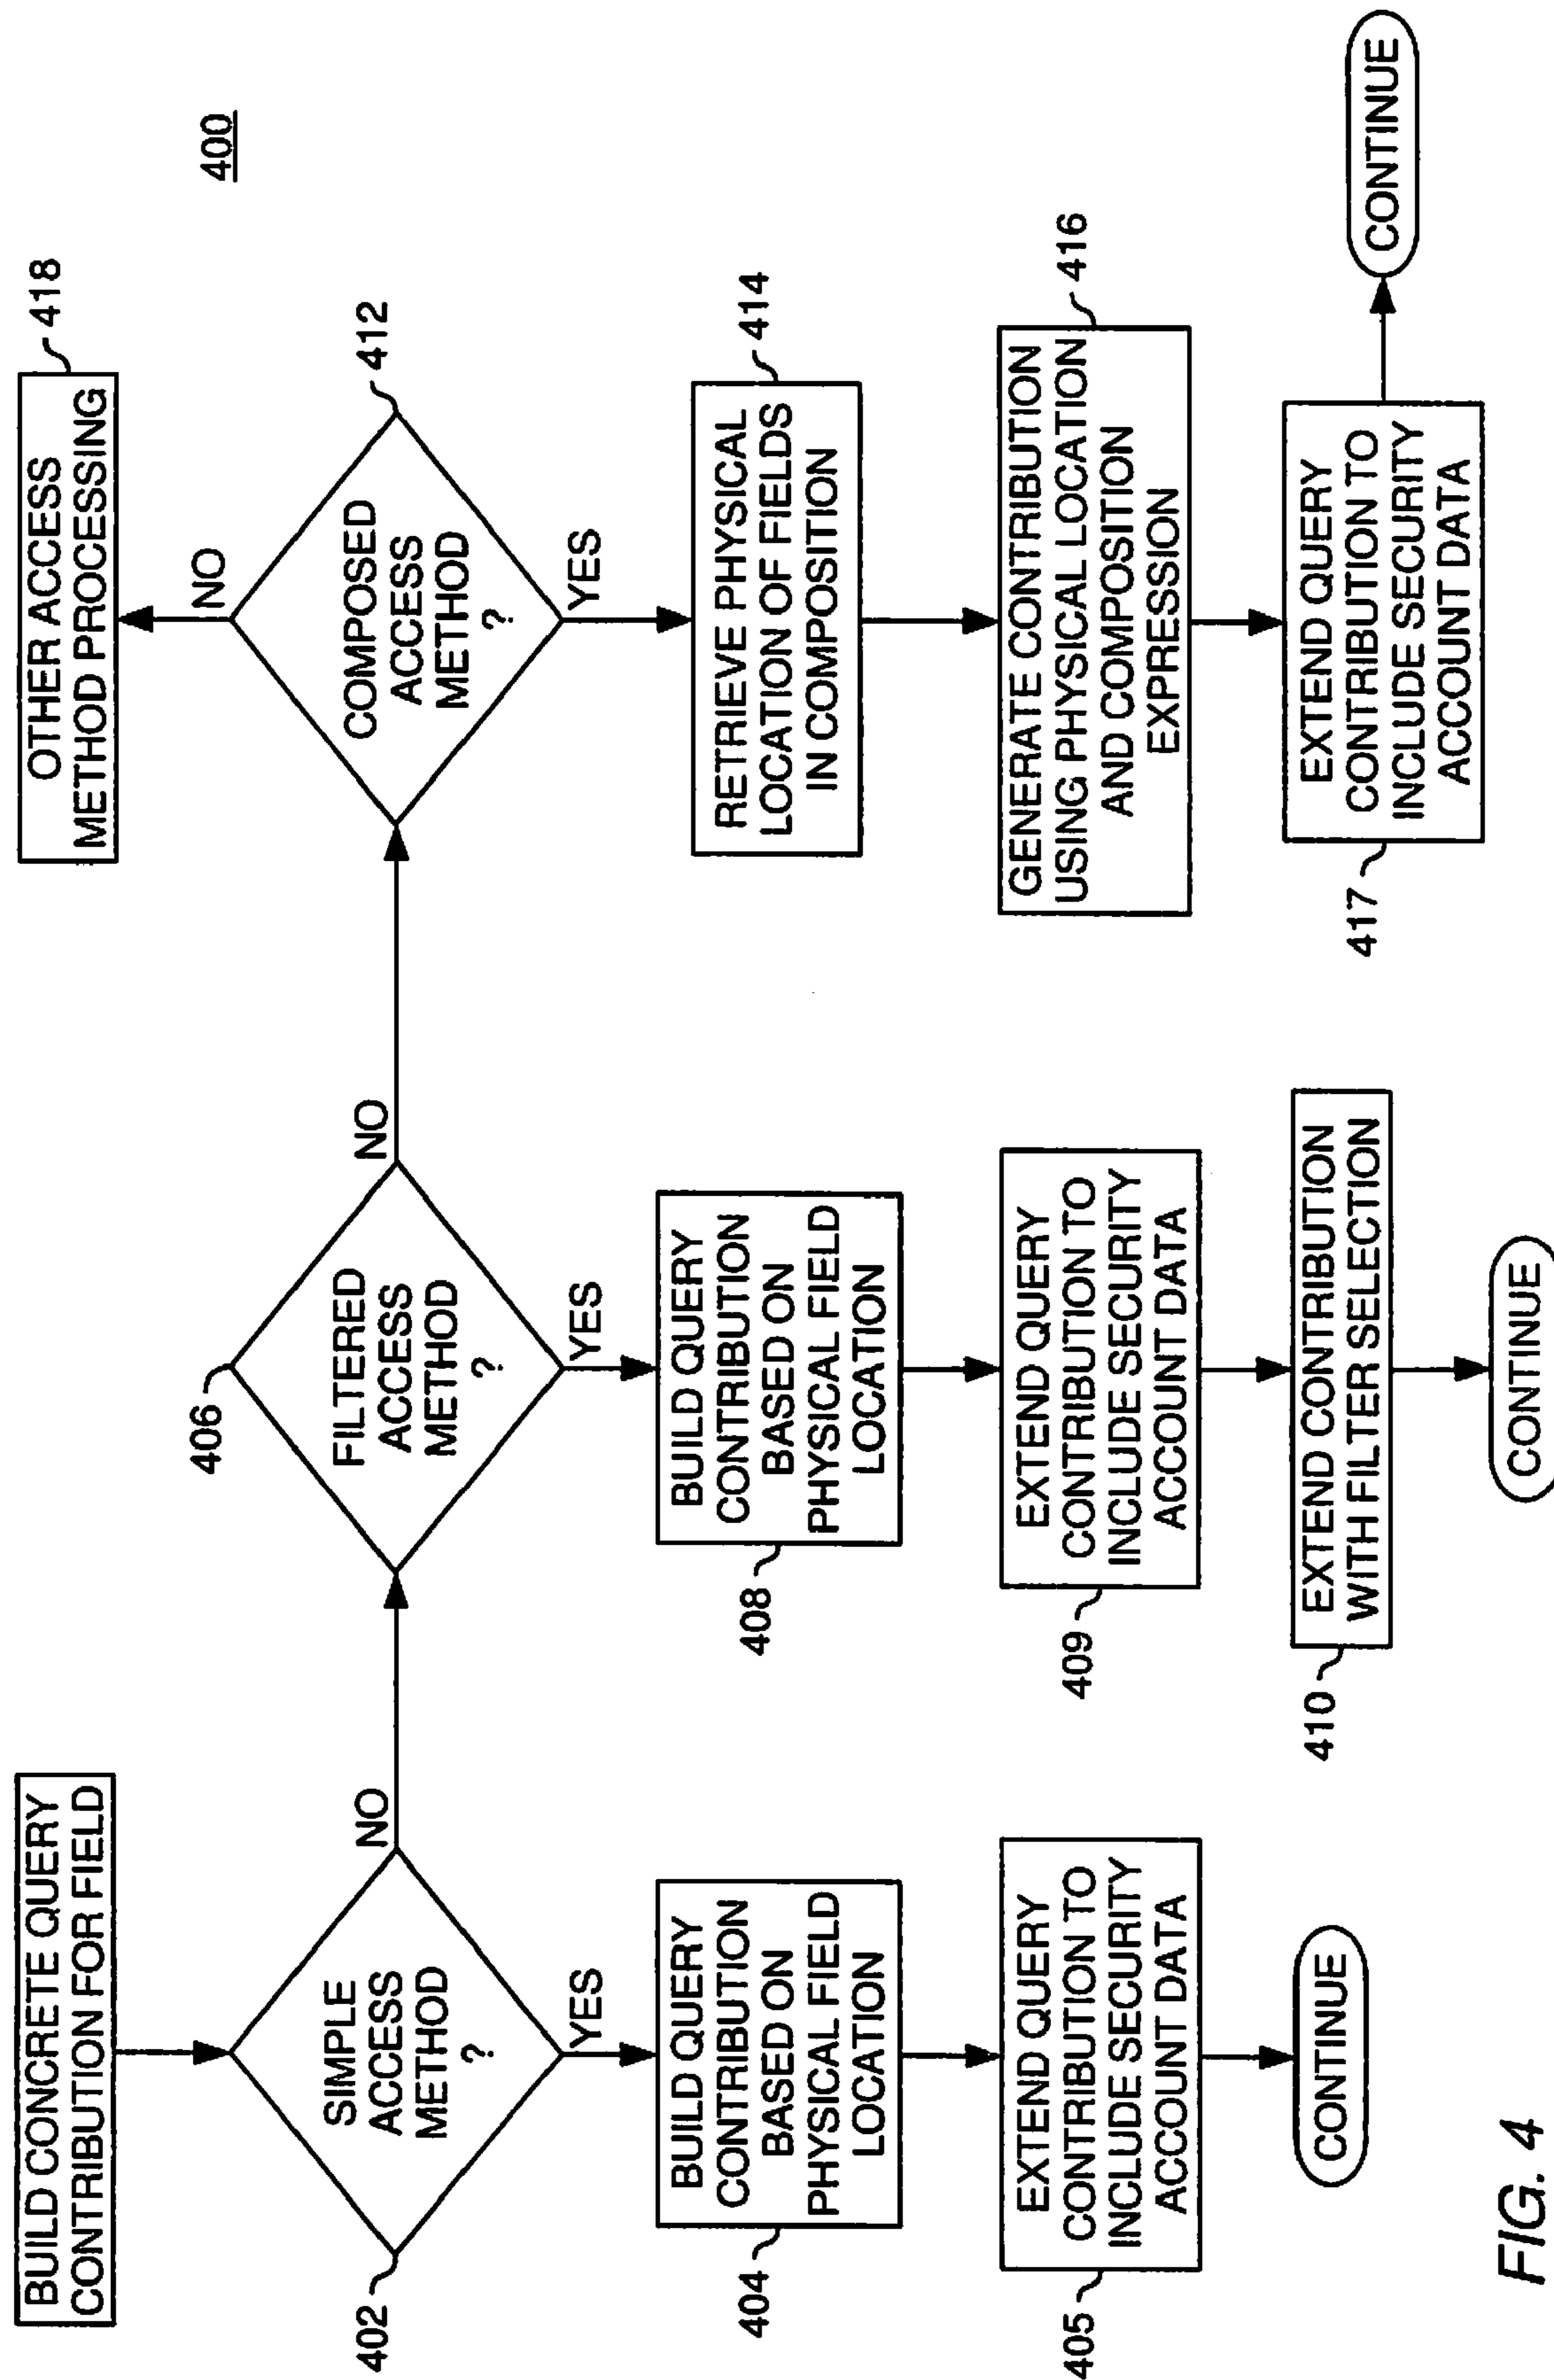 400
BUILD CONCRETE QUERY
CONTRIBUTION FOR FIELD
402
SIMPLE
ACCESS
METHOD
?
NO
YES
404
BUILD QUERY
CONTRIBUTION
BASED ON
PHYSICAL FIELD
LOCATION
405
EXTEND QUERY
CONTRIBUTION TO
INCLUDE SECURITY
ACCOUNT DATA
CONTINUE
406
FILTERED
ACCESS
METHOD
?
NO
YES
408
BUILD QUERY
CONTRIBUTION
BASED ON
PHYSICAL FIELD
LOCATION
409
EXTEND QUERY
CONTRIBUTION TO
INCLUDE SECURITY
ACCOUNT DATA
410
EXTEND CONTRIBUTION
WITH FILTER SELECTION
CONTINUE
OTHER ACCESS
METHOD PROCESSING
418
NO
412
COMPOSED
ACCESS
METHOD
?
YES
414
RETRIEVE PHYSICAL
LOCATION OF FIELDS
IN COMPOSITION
416
GENERATE CONTRIBUTION
USING PHYSICAL LOCATION
AND COMPOSITION
EXPRESSION
417
EXTEND QUERY
CONTRIBUTION TO
INCLUDE SECURITY
ACCOUNT DATA
CONTINUE
FIG. 4